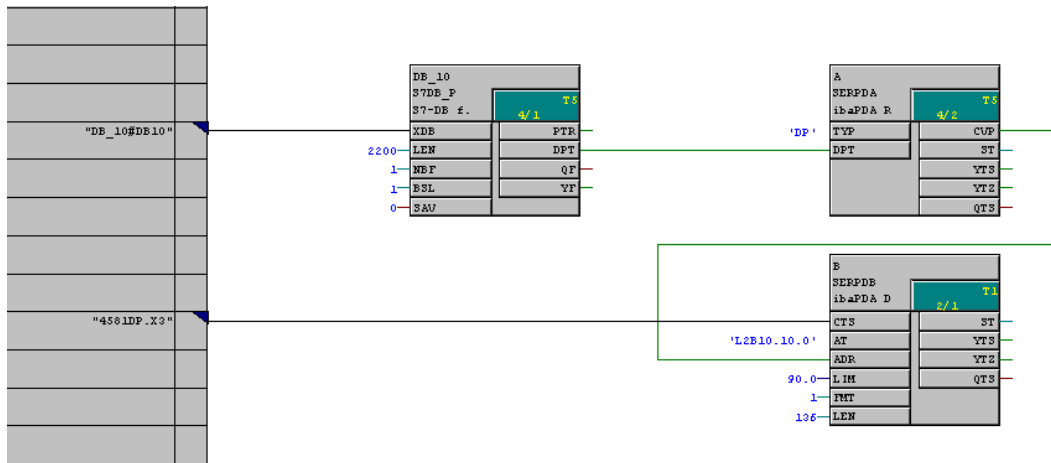 DB_10
S7DB_P
S7-DB f.
T5
4/1
"DB_10#DB10"
XDB PTR
2200 LEN DPT
1 NBF QF
1 BSL YF
0 SAV
A
SERPDA
ibaPDA R
T5
4/2
'DP' TYP CVP
DPT ST
YTS
YTZ
QTS
B
SERPDB
ibaPDA D
T1
2/1
"4581DP.X3"
CTS ST
'L2B10.10.0' AT YTS
ADR YTZ
90.0 LIM QTS
1 FMT
136 LEN